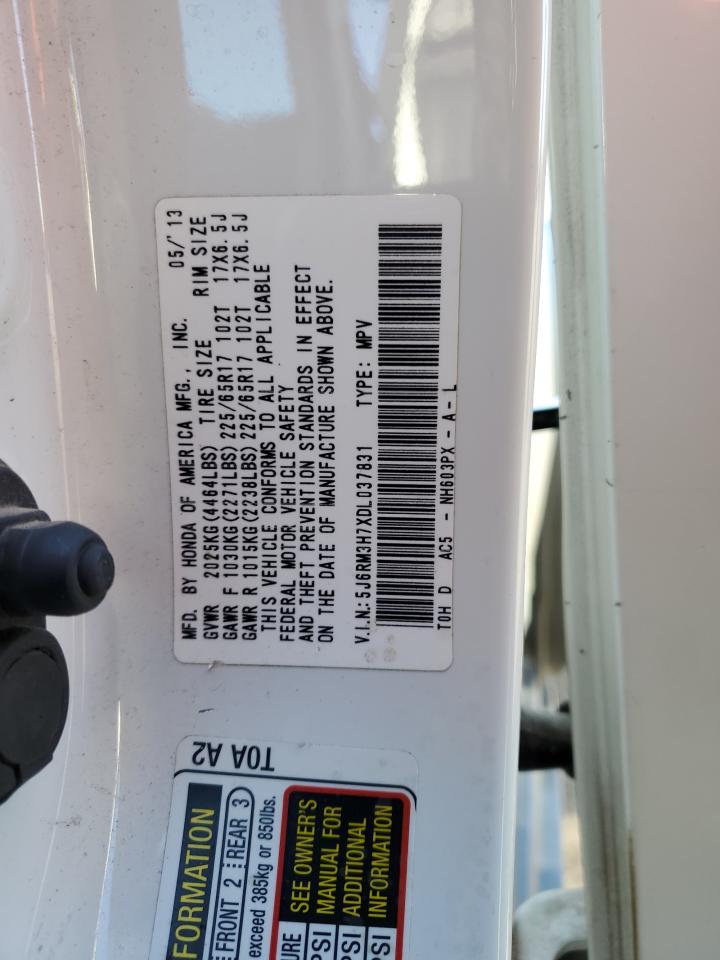 MFD. BY HONDA OF AMERICA MFG., INC. 05/'13
GVWR 2025KG(4464LBS) TIRE SIZE RIM SIZE
GAWR F 1030KG(2271LBS) 225/65R17 102T 17X6.5J
GAWR R 1015KG(2238LBS) 225/65R17 102T 17X6.5J
THIS VEHICLE CONFORMS TO ALL APPLICABLE
FEDERAL MOTOR VEHICLE SAFETY
AND THEFT PREVENTION STANDARDS IN EFFECT
ON THE DATE OF MANUFACTURE SHOWN ABOVE.
V.I.N.: 5J6RM3H7XDL037831 TYPE: MPV
T0H D AC5 - NH603PX - A - L
T0A A2
FORMATION
FRONT 2 REAR 3
exceed 385kg or 850lbs.
URE
PSI
PSI
PSI
SEE OWNER'S
MANUAL FOR
ADDITIONAL
INFORMATION